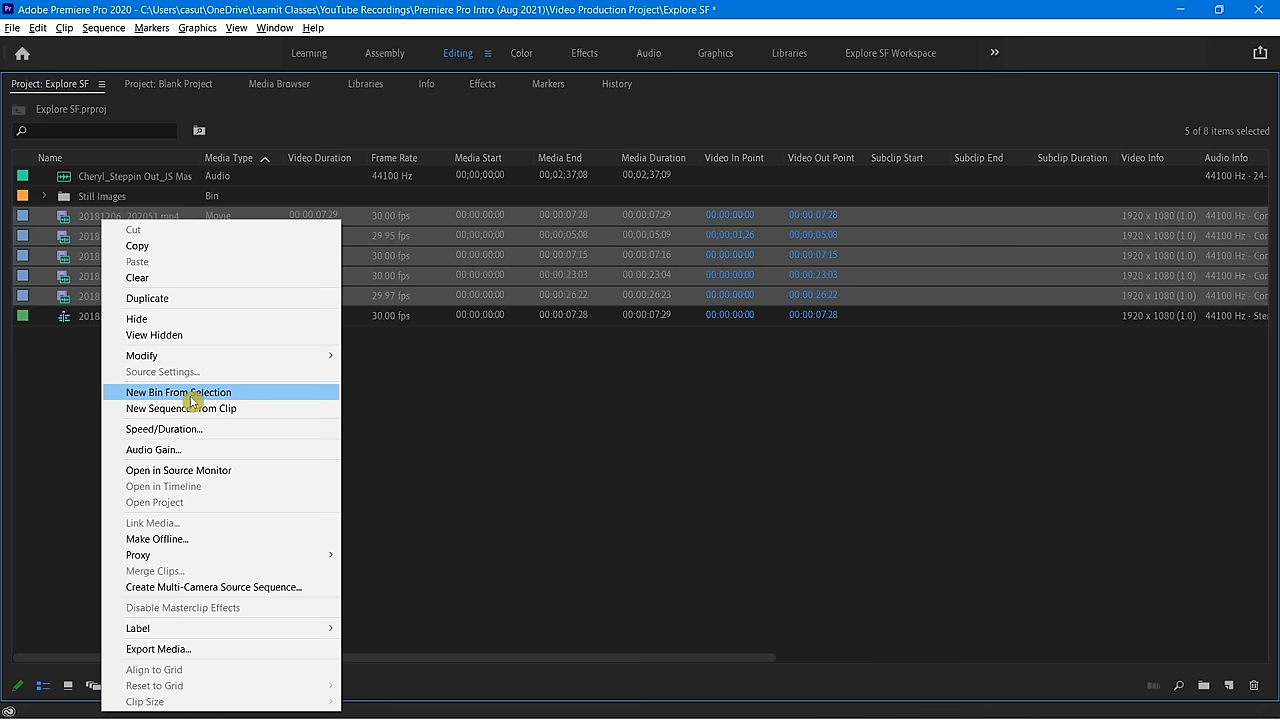 Adobe Premiere Pro 2020 - C:\Users\casut\OneDrive\Learnit Classes\YouTube Recordings\Premiere Pro Intro (Aug 2021)\Video Production Project\Explore SF *
File Edit Clip Sequence Markers Graphics View Window Help
Learning Assembly Editing Color Effects Audio Graphics Libraries Explore SF Workspace
Project: Explore SF Project: Blank Project Media Browser Libraries Info Effects Markers History
Explore SF.prproj
5 of 8 items selected
Name Media Type Video Duration Frame Rate Media Start Media End Media Duration Video In Point Video Out Point Subclip Start Subclip End Subclip Duration Video Info Audio Info
Cheryl_Steppin Out_JS Mas Audio 44100 Hz 00;00;00;00 00;02;37;08 00;02;37;09 44100 Hz - 24-
Still Images Bin
20181206_202051.mp4 Movie 00:00:07:29 30.00 fps 00:00:00:00 00:00:07:28 00:00:07:29 00:00:00:00 00:00:07:28 1920 x 1080 (1.0) 44100 Hz - Cor
2018 29.95 fps 00;00;00;00 00;00;05;08 00;00;05;09 00;00;01;26 00;00;05;08 1920 x 1080 (1.0) 44100 Hz - Cor
2018 30.00 fps 00:00:00:00 00:00:07:15 00:00:07:16 00:00:00:00 00:00:07:15 1920 x 1080 (1.0) 44100 Hz - Cor
2018 30.00 fps 00:00:00:00 00:00:23:03 00:00:23:04 00:00:00:00 00:00:23:03 1920 x 1080 (1.0) 44100 Hz - Cor
2018 29.97 fps 00:00:00:00 00:00:26:22 00:00:26:23 00:00:00:00 00:00:26:22 1920 x 1080 (1.0) 44100 Hz - Cor
2018 30.00 fps 00:00:00:00 00:00:07:28 00:00:07:29 00:00:00:00 00:00:07:28 1920 x 1080 (1.0) 44100 Hz - Ste
Cut
Copy
Paste
Clear
Duplicate
Hide
View Hidden
Modify
Source Settings...
New Bin From Selection
New Sequence From Clip
Speed/Duration...
Audio Gain...
Open in Source Monitor
Open in Timeline
Open Project
Link Media...
Make Offline...
Proxy
Merge Clips...
Create Multi-Camera Source Sequence...
Disable Masterclip Effects
Label
Export Media...
Align to Grid
Reset to Grid
Clip Size